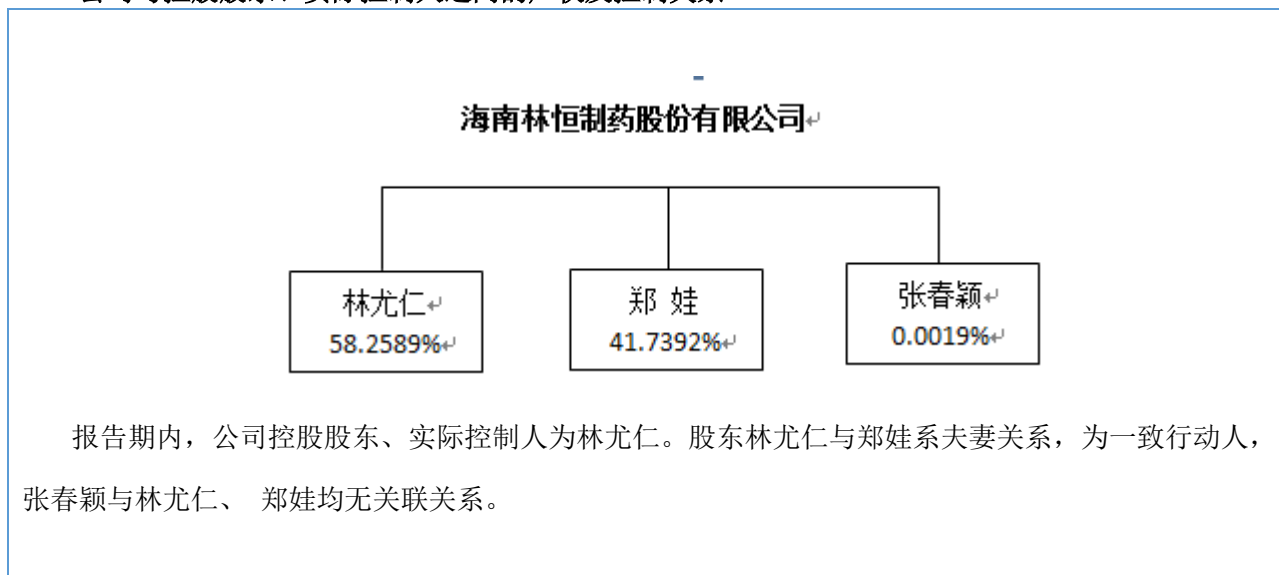 海南林恒制药股份有限公司
林尤仁
58.2589%
郑 娃
41.7392%
张春颖
0.0019%
报告期内，公司控股股东、实际控制人为林尤仁。股东林尤仁与郑娃系夫妻关系，为一致行动人，
张春颖与林尤仁、 郑娃均无关联关系。